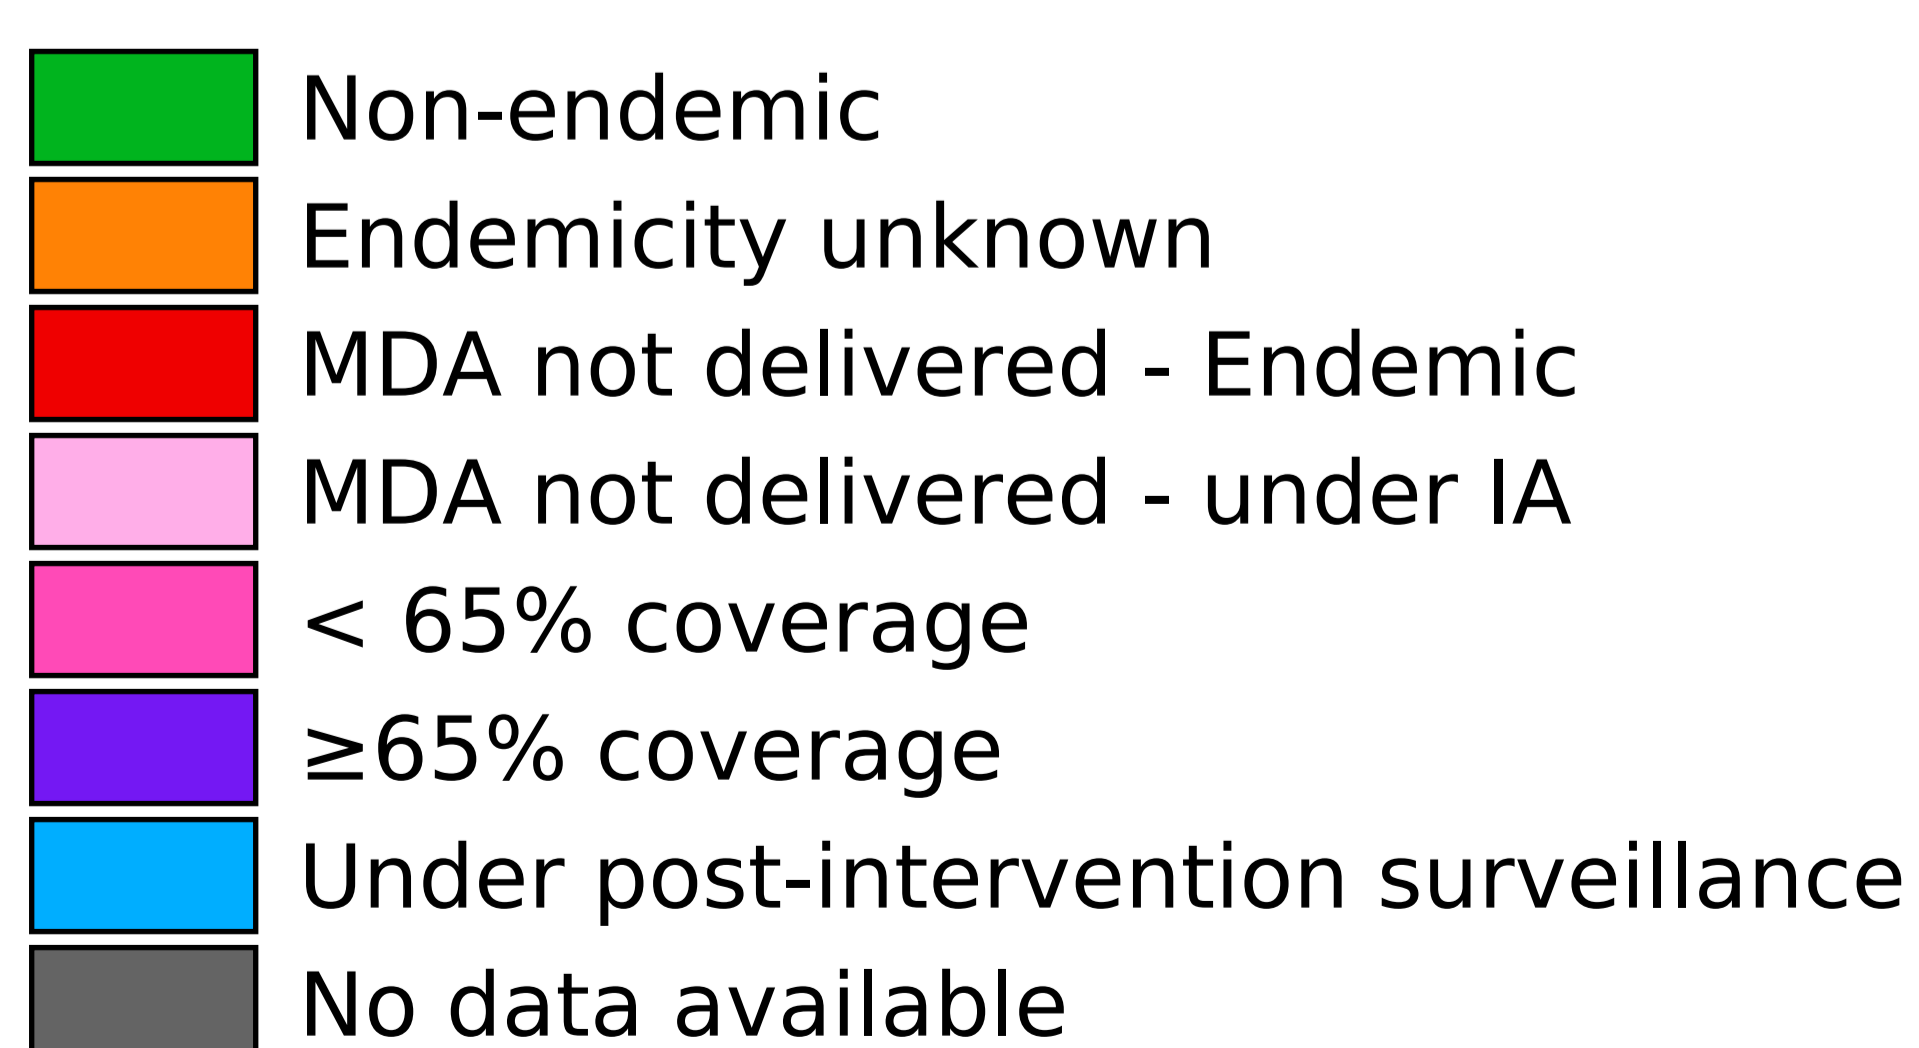 Non-endemic
Endemicity unknown
MDA not delivered - Endemic
MDA not delivered - under IA
< 65% coverage
≥65% coverage
Under post-intervention surveillance
No data available